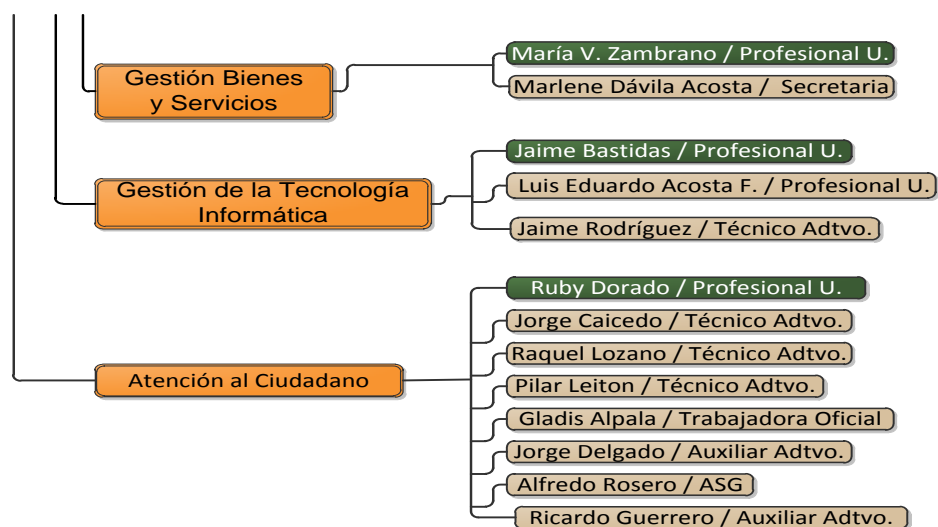 Gestión Bienes
y Servicios
María V. Zambrano / Profesional U.
Marlene Dávila Acosta /  Secretaria
Gestión de la Tecnología
Informática
Jaime Bastidas / Profesional U.
Luis Eduardo Acosta F. / Profesional U.
Jaime Rodríguez / Técnico Adtvo.
Atención al Ciudadano
Ruby Dorado / Profesional U.
Jorge Caicedo / Técnico Adtvo.
Raquel Lozano / Técnico Adtvo.
Pilar Leiton / Técnico Adtvo.
Gladis Alpala / Trabajadora Oficial
Jorge Delgado / Auxiliar Adtvo.
Alfredo Rosero / ASG
Ricardo Guerrero / Auxiliar Adtvo.